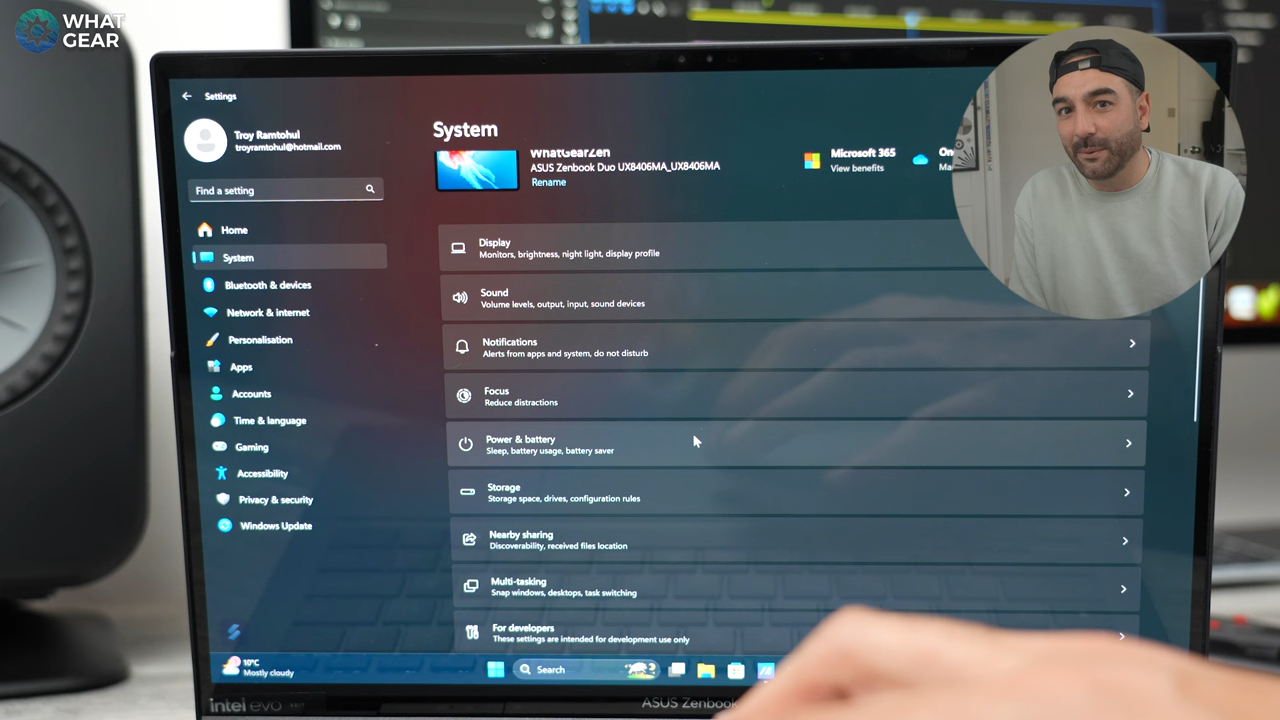 WHAT
GEAR
Settings
Troy Ramtohul
troyramtohul@hotmail.com
Find a setting
Home
System
Bluetooth & devices
Network & internet
Personalisation
Apps
Accounts
Time & language
Gaming
Accessibility
Privacy & security
Windows Update
System
WhatGearZen
ASUS Zenbook Duo UX8406MA_UX8406MA
Rename
Microsoft 365
View benefits
Display
Monitors, brightness, night light, display profile
Sound
Volume levels, output, input, sound devices
Notifications
Alerts from apps and system, do not disturb
Focus
Reduce distractions
Power & battery
Sleep, battery usage, battery saver
Storage
Storage space, drives, configuration rules
Nearby sharing
Discoverability, received files location
Multi-tasking
Snap windows, desktops, task switching
For developers
These settings are intended for development use only
10°C
Mostly cloudy
Search
intel evo
ASUS Zenbook